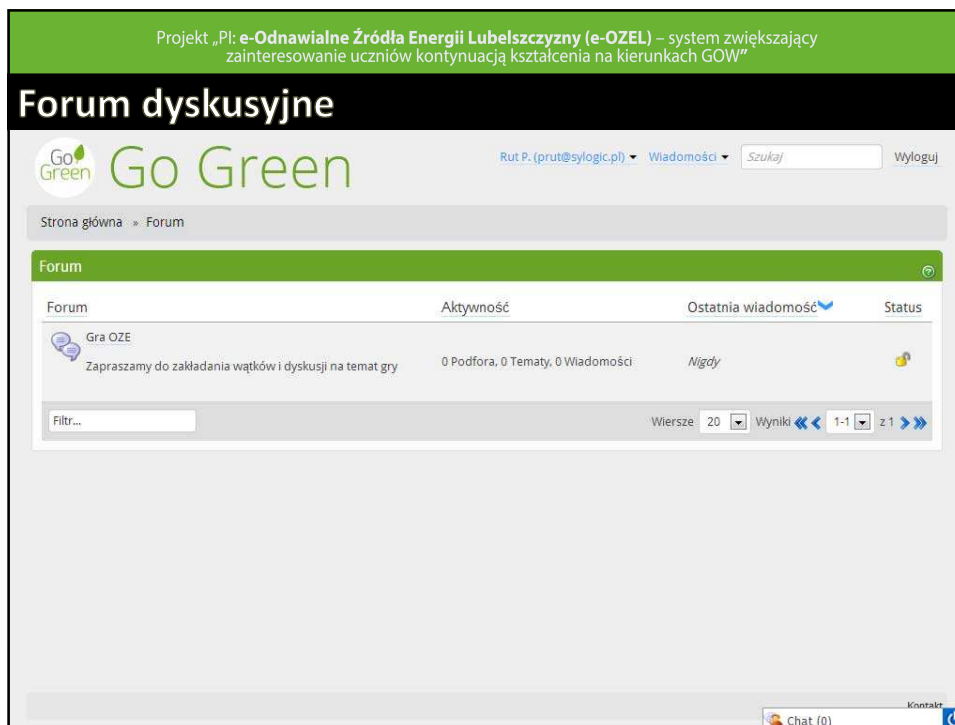 Projekt „PI: e-Odnawialne Źródła Energii Lubelszczyzny (e-OZEL) – system zwiększający
zainteresowanie uczniów kontynuacją kształcenia na kierunkach GOW”
Forum dyskusyjne
Go Green
Go Green
Rut P. (prut@sylogic.pl) Wiadomości Szukaj Wyloguj
Strona główna » Forum
Forum
Forum Aktywność Ostatnia wiadomość Status
Gra OZE
Zapraszamy do zakładania wątków i dyskusji na temat gry 0 Podfora, 0 Tematy, 0 Wiadomości Nigdy
Filtr... Wiersze 20 Wyniki 1-1 z 1
Kontakt
Chat (0)